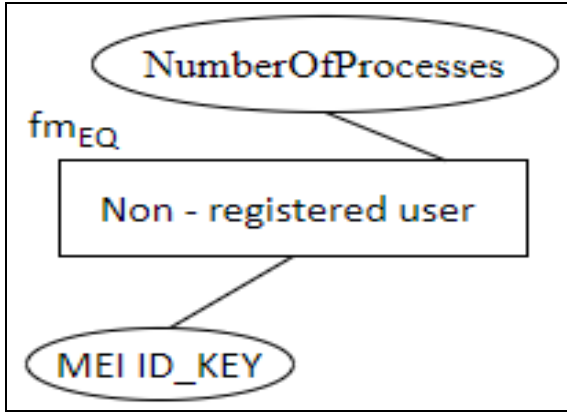 NumberOfProcesses
fmEQ
Non - registered user
MEI ID_KEY